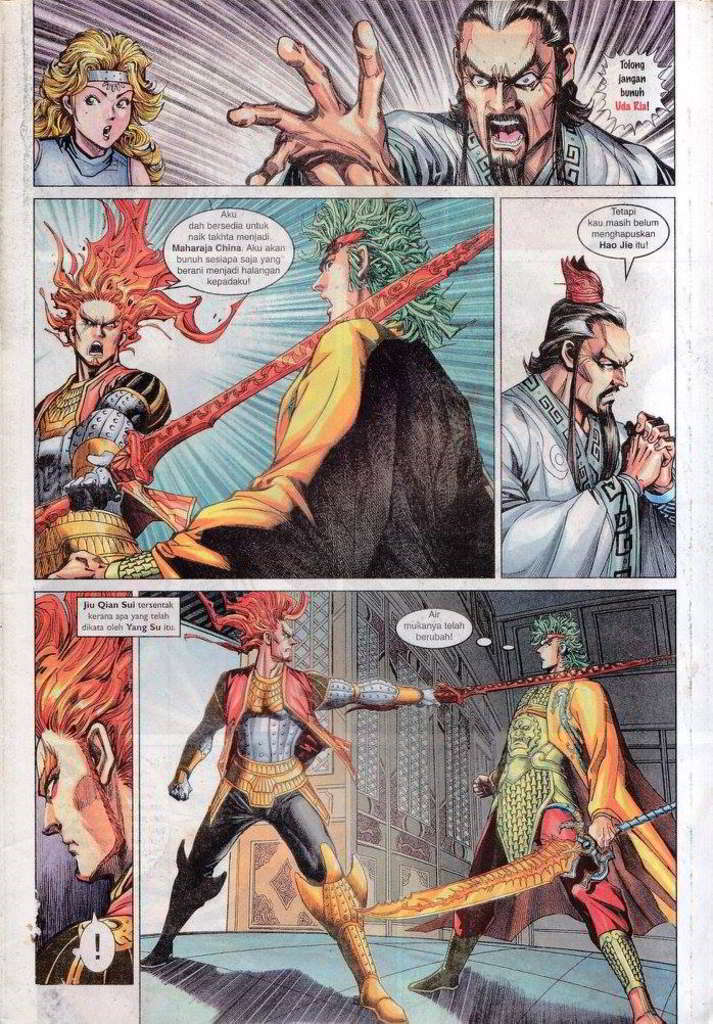 Tolong
jangan
bunuh
Uda Ria!
Aku
dah bersedia untuk
naik takhta menjadi
Maharaja China. Aku akan
bunuh sesiapa saja yang
berani menjadi halangan
kepadaku!
Tetapi
kau masih belum
menghapuskan
Hao Jie itu!
Jiu Qian Sui tersentak
kerana apa yang telah
dikata oleh Yang Su itu.
!
Air
mukanya telah
berubah!